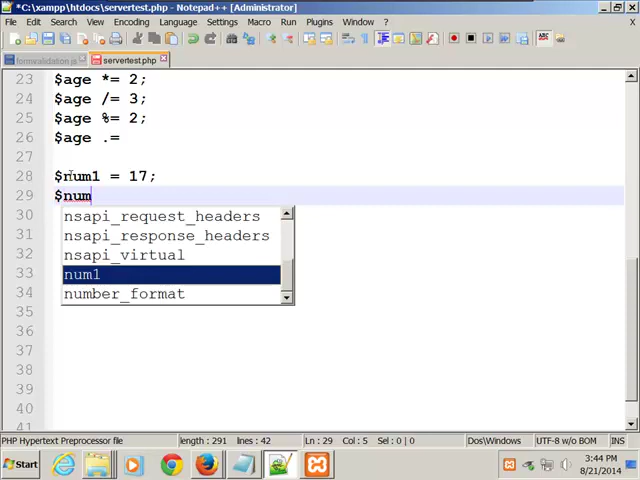 *C:\xampp\htdocs\servertest.php - Notepad++ [Administrator]
File Edit Search View Encoding Language Settings Macro Run Plugins Window ?
X
ABC
formvalidation.js servertest.php
23 $age *= 2;
24 $age /= 3;
25 $age %= 2;
26 $age .=
27
28 $num1 = 17;
29 $num
30 nsapi_request_headers
31 nsapi_response_headers
32 nsapi_virtual
33 num1
34 number_format
35
36
37
38
39
40
41
PHP Hypertext Preprocessor file length : 291 lines : 42 Ln : 29 Col : 5 Sel : 0 | 0 Dos\Windows UTF-8 w/o BOM INS
Start
3:44 PM
8/21/2014